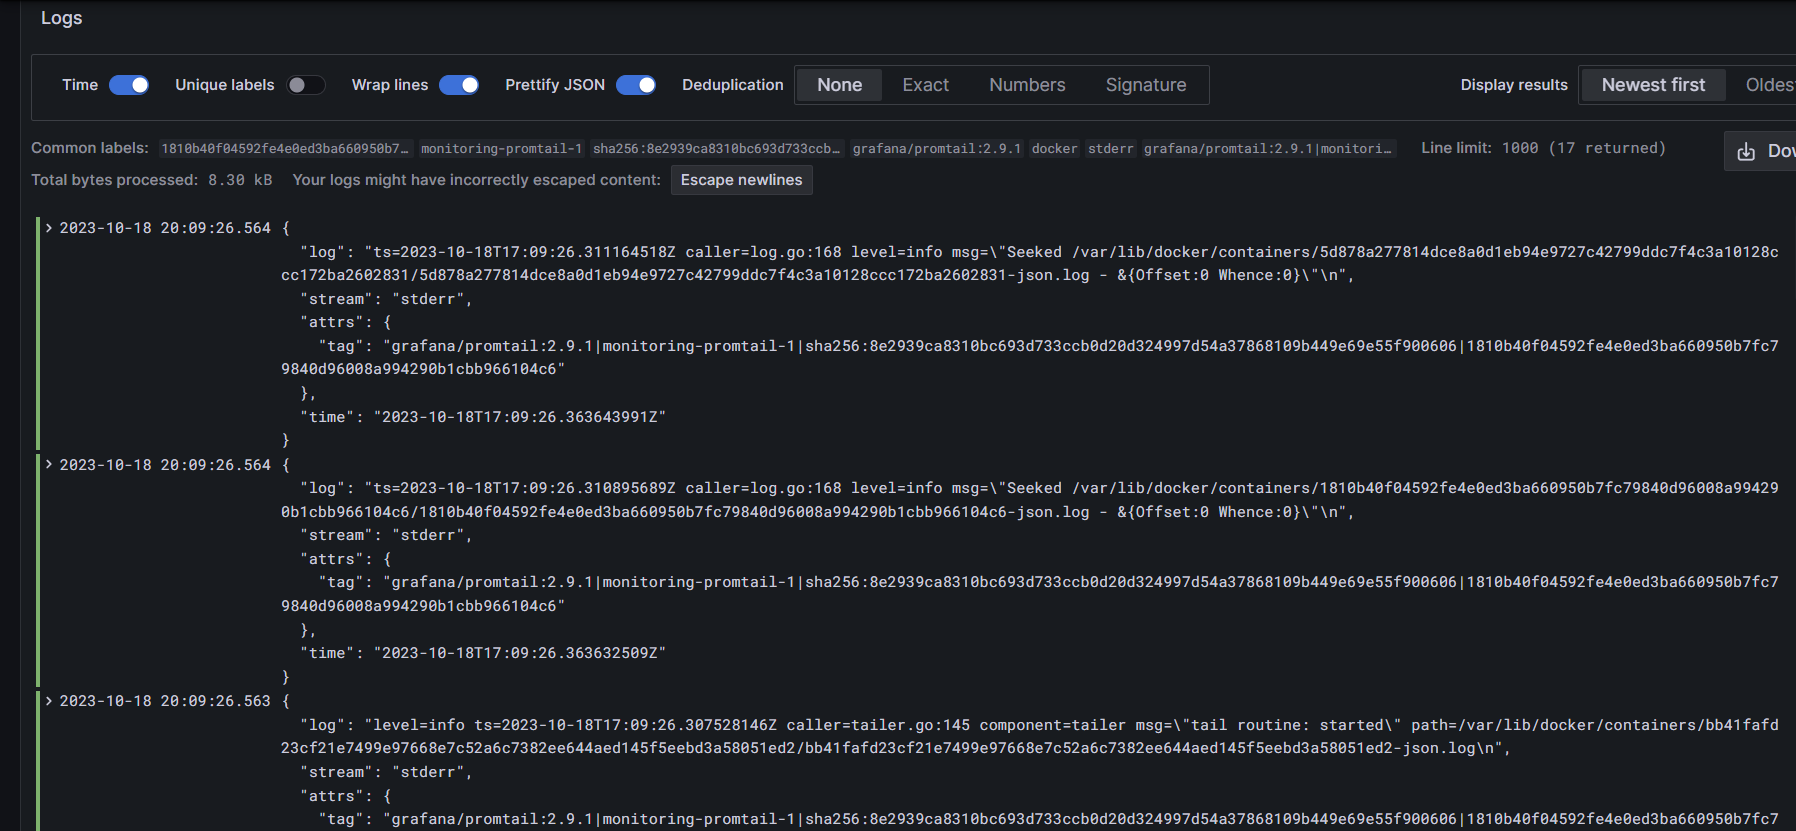 Logs
Time Unique labels Wrap lines Prettify JSON Deduplication None Exact Numbers Signature Display results Newest first Oldes
Common labels: 1810b40f04592fe4e0ed3ba660950b7… monitoring-promtail-1 sha256:8e2939ca8310bc693d733ccb… grafana/promtail:2.9.1 docker stderr grafana/promtail:2.9.1|monitori… Line limit: 1000 (17 returned) Dow
Total bytes processed: 8.30 kB Your logs might have incorrectly escaped content: Escape newlines
2023-10-18 20:09:26.564 {
"log": "ts=2023-10-18T17:09:26.311164518Z caller=log.go:168 level=info msg=\"Seeked /var/lib/docker/containers/5d878a277814dce8a0d1eb94e9727c42799ddc7f4c3a10128c
cc172ba2602831/5d878a277814dce8a0d1eb94e9727c42799ddc7f4c3a10128ccc172ba2602831-json.log - &{Offset:0 Whence:0}\"\n",
"stream": "stderr",
"attrs": {
"tag": "grafana/promtail:2.9.1|monitoring-promtail-1|sha256:8e2939ca8310bc693d733ccb0d20d324997d54a37868109b449e69e55f900606|1810b40f04592fe4e0ed3ba660950b7fc7
9840d96008a994290b1cbb966104c6"
},
"time": "2023-10-18T17:09:26.363643991Z"
}
2023-10-18 20:09:26.564 {
"log": "ts=2023-10-18T17:09:26.310895689Z caller=log.go:168 level=info msg=\"Seeked /var/lib/docker/containers/1810b40f04592fe4e0ed3ba660950b7fc79840d96008a99429
0b1cbb966104c6/1810b40f04592fe4e0ed3ba660950b7fc79840d96008a994290b1cbb966104c6-json.log - &{Offset:0 Whence:0}\"\n",
"stream": "stderr",
"attrs": {
"tag": "grafana/promtail:2.9.1|monitoring-promtail-1|sha256:8e2939ca8310bc693d733ccb0d20d324997d54a37868109b449e69e55f900606|1810b40f04592fe4e0ed3ba660950b7fc7
9840d96008a994290b1cbb966104c6"
},
"time": "2023-10-18T17:09:26.363632509Z"
}
2023-10-18 20:09:26.563 {
"log": "level=info ts=2023-10-18T17:09:26.307528146Z caller=tailer.go:145 component=tailer msg=\"tail routine: started\" path=/var/lib/docker/containers/bb41fafd
23cf21e7499e97668e7c52a6c7382ee644aed145f5eebd3a58051ed2/bb41fafd23cf21e7499e97668e7c52a6c7382ee644aed145f5eebd3a58051ed2-json.log\n",
"stream": "stderr",
"attrs": {
"tag": "grafana/promtail:2.9.1|monitoring-promtail-1|sha256:8e2939ca8310bc693d733ccb0d20d324997d54a37868109b449e69e55f900606|1810b40f04592fe4e0ed3ba660950b7fc7